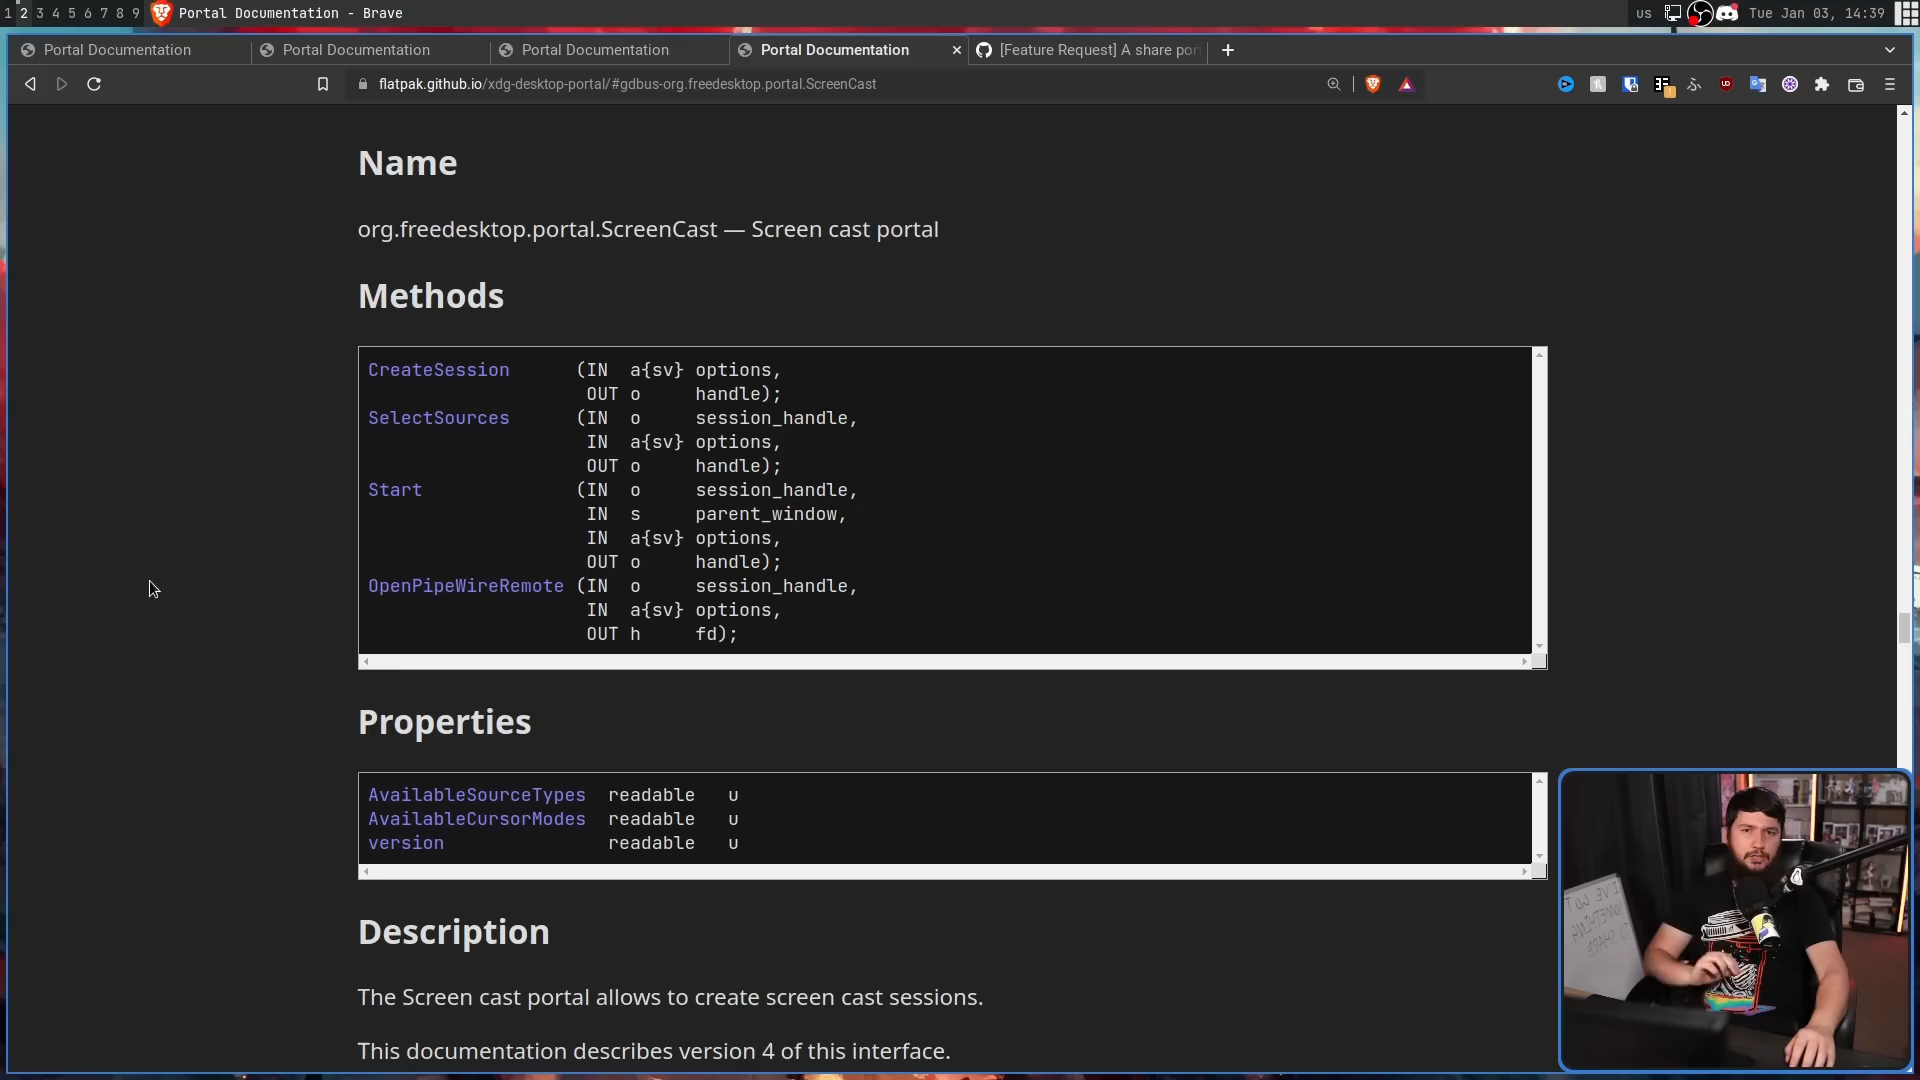 1 2 3 4 5 6 7 8 9 Portal Documentation - Brave us Tue Jan 03, 14:39
Portal Documentation Portal Documentation Portal Documentation Portal Documentation [Feature Request] A share por
flatpak.github.io/xdg-desktop-portal/#gdbus-org.freedesktop.portal.ScreenCast
Name
org.freedesktop.portal.ScreenCast — Screen cast portal
Methods
CreateSession (IN a{sv} options,
OUT o handle);
SelectSources (IN o session_handle,
IN a{sv} options,
OUT o handle);
Start (IN o session_handle,
IN s parent_window,
IN a{sv} options,
OUT o handle);
OpenPipeWireRemote (IN o session_handle,
IN a{sv} options,
OUT h fd);
Properties
AvailableSourceTypes readable u
AvailableCursorModes readable u
version readable u
Description
The Screen cast portal allows to create screen cast sessions.
This documentation describes version 4 of this interface.
I'VE GOT
SOMETHING